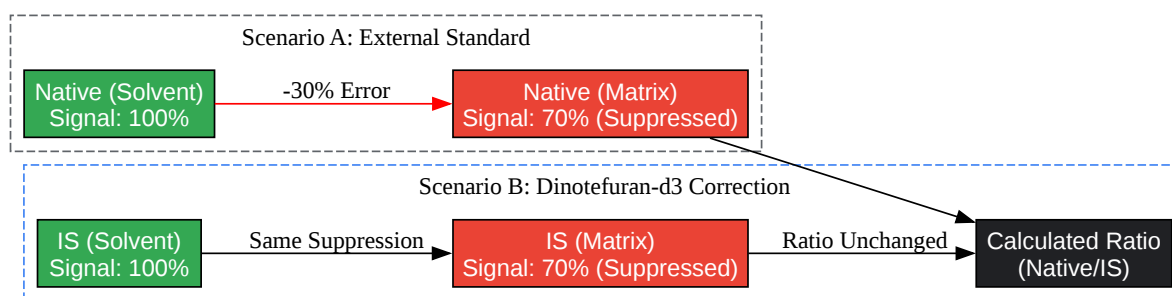 Scenario A: External Standard
Native (Solvent)
Signal: 100%
-30% Error
Native (Matrix)
Signal: 70% (Suppressed)
Scenario B: Dinotefuran-d3 Correction
IS (Solvent)
Signal: 100%
Same Suppression
IS (Matrix)
Signal: 70% (Suppressed)
Ratio Unchanged
Calculated Ratio
(Native/IS)